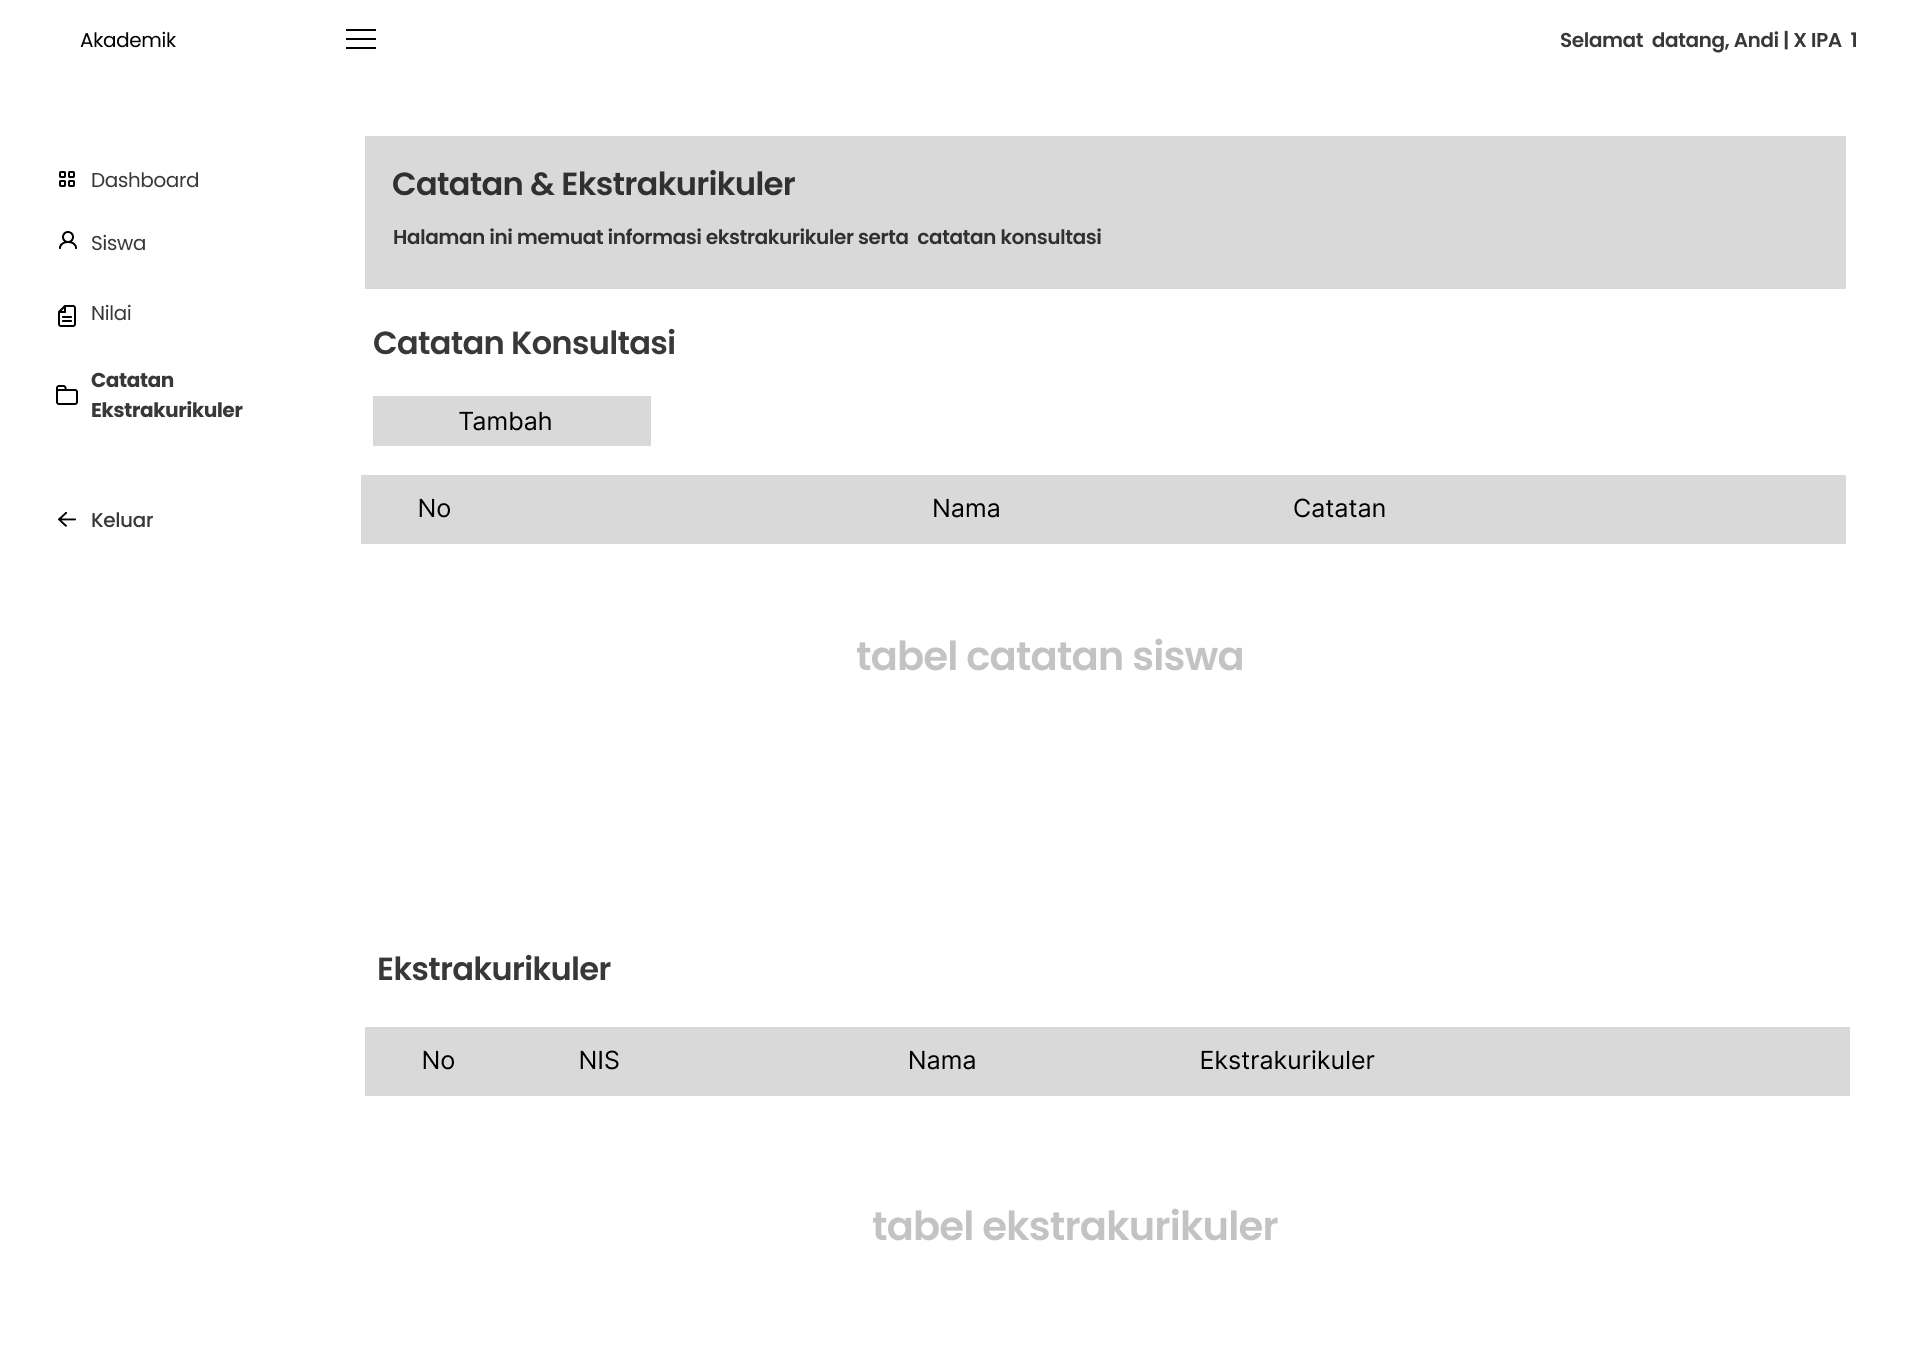 Akademik
Selamat datang, Andi | X IPA 1
Dashboard
Siswa
Nilai
Catatan
Ekstrakurikuler
Keluar
Catatan & Ekstrakurikuler
Halaman ini memuat informasi ekstrakurikuler serta catatan konsultasi
Catatan Konsultasi
Tambah
No Nama Catatan
tabel catatan siswa
Ekstrakurikuler
No NIS Nama Ekstrakurikuler
tabel ekstrakurikuler